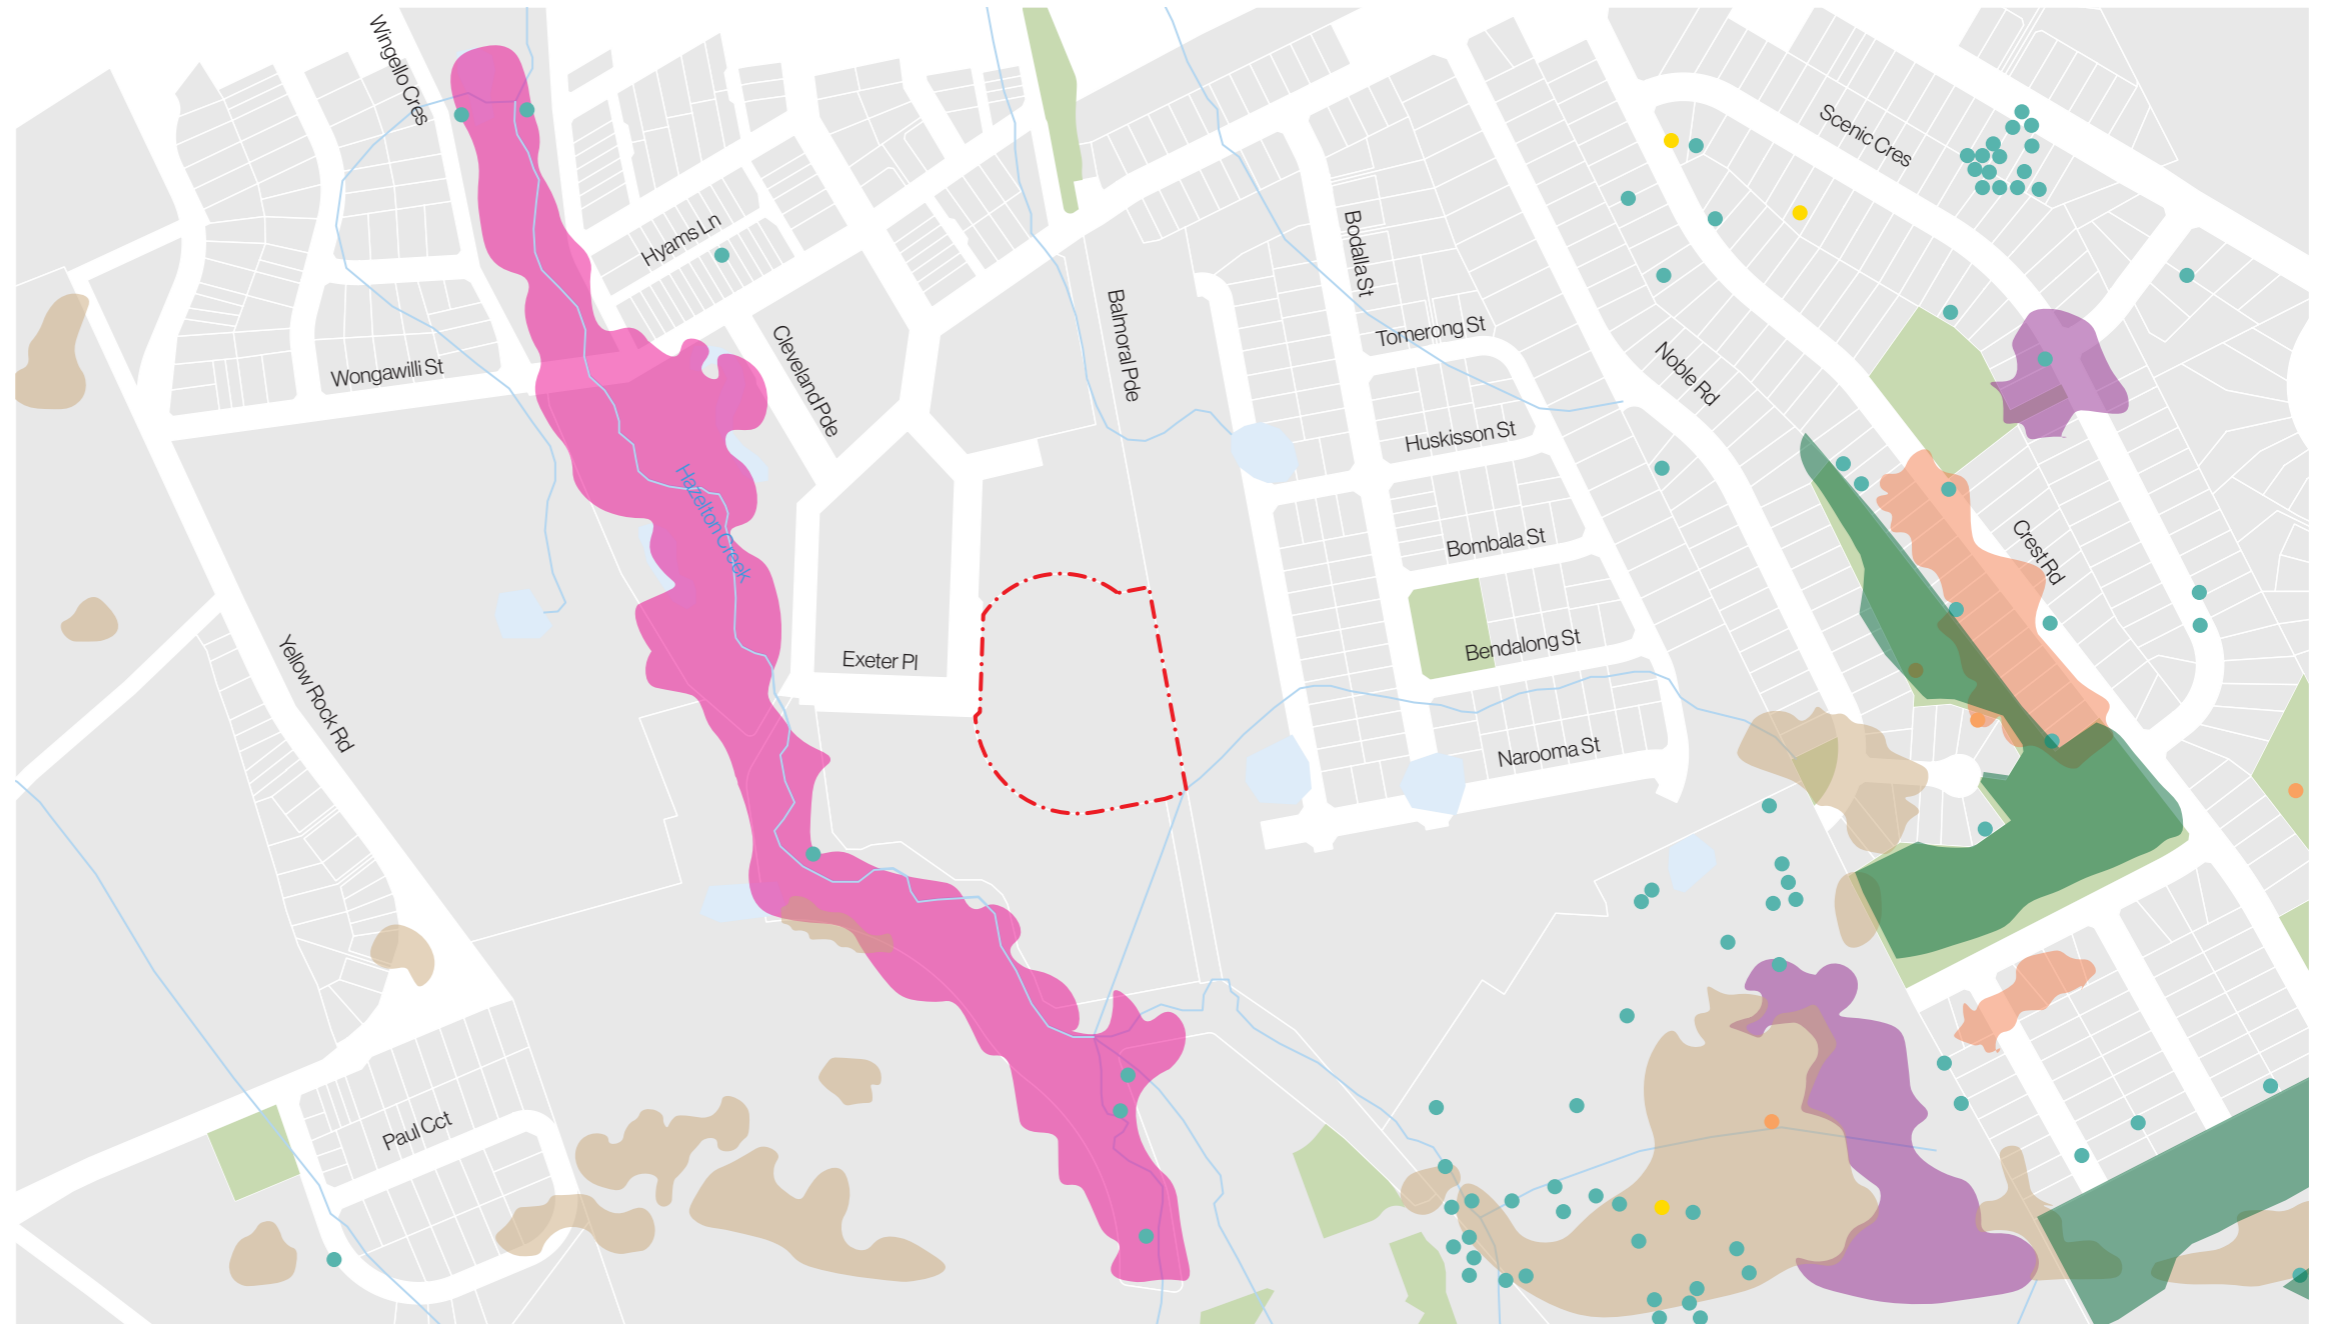 Wingello Cres
Scenic Cres
Hyams Ln
Bodalla St
Balmoral Pde
Tomerong St
Cleveland Pde
Noble Rd
Wongawilli St
Huskisson St
Hazelton Creek
Crest Rd
Bombala St
Bendalong St
Exeter Pl
Yellow Rock Rd
Narooma St
Paul Cct